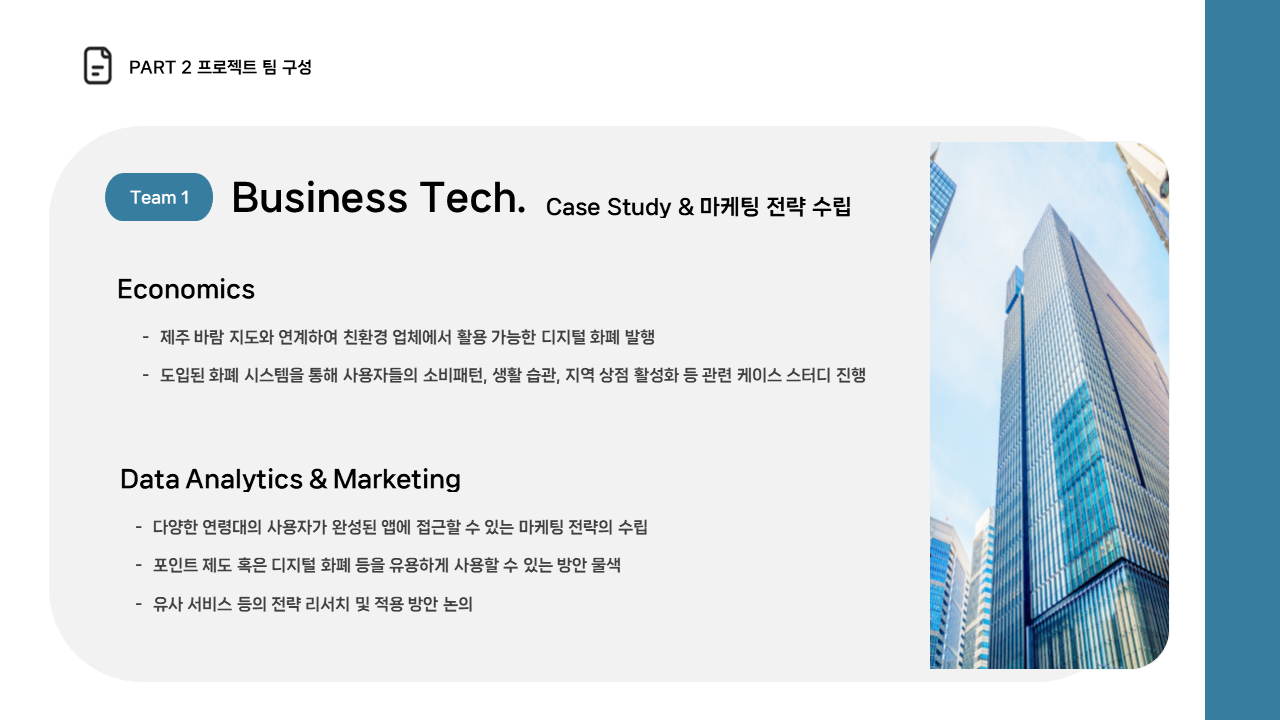 PART 2 프로젝트 팀 구성
Team 1 Business Tech. Case Study & 마케팅 전략 수립
Economics
- 제주 바람 지도와 연계하여 친환경 업체에서 활용 가능한 디지털 화폐 발행
- 도입된 화폐 시스템을 통해 사용자들의 소비패턴, 생활 습관, 지역 상점 활성화 등 관련 케이스 스터디 진행
Data Analytics & Marketing
- 다양한 연령대의 사용자가 완성된 앱에 접근할 수 있는 마케팅 전략의 수립
- 포인트 제도 혹은 디지털 화폐 등을 유용하게 사용할 수 있는 방안 물색
- 유사 서비스 등의 전략 리서치 및 적용 방안 논의